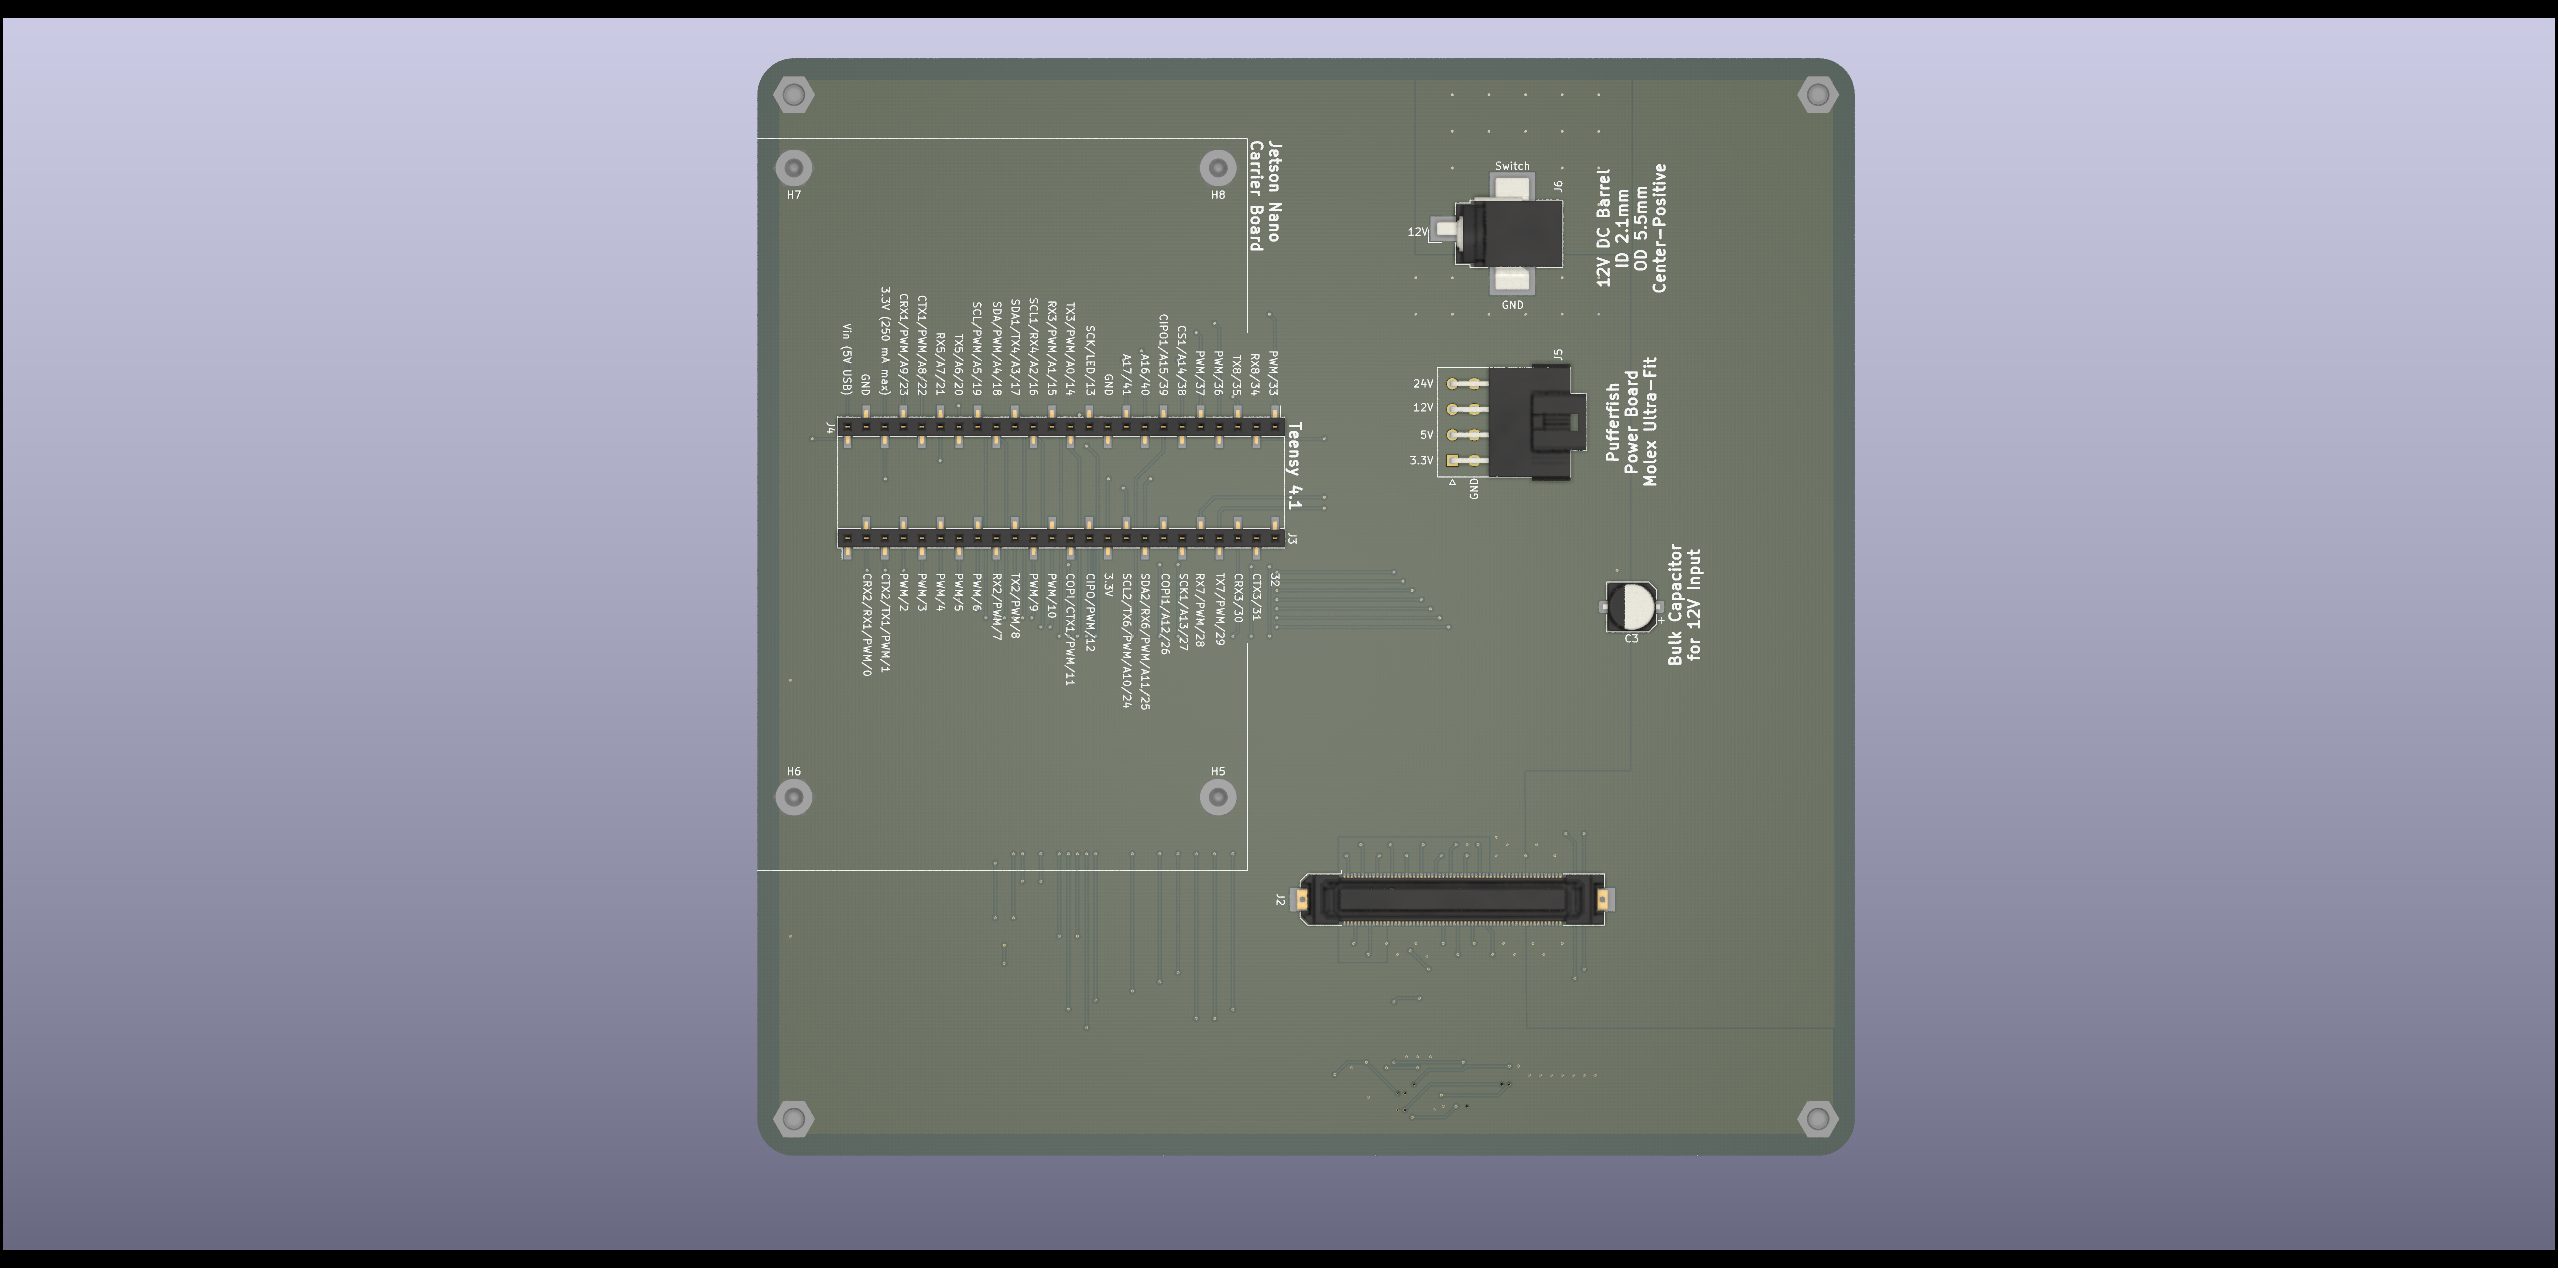 Jetson Nano
Carrier Board
H7
H8
Switch
J6
12V
GND
12V DC Barrel
ID 2.1mm
OD 5.5mm
Center-Positive
Vin (5V USB)
GND
3.3V (250 mA max)
CRX1/PWM/A9/23
CTX1/PWM/A8/22
RX5/A7/21
TX5/A6/20
SCL/PWM/A5/19
SDA/PWM/A4/18
SDA1/TX4/A3/17
SCL1/RX4/A2/16
RX3/PWM/A1/15
TX3/PWM/A0/14
SCK/LED/13
GND
A17/41
A16/40
CIPO1/A15/39
CS1/A14/38
PWM/37
PWM/36
TX8/35
RX8/34
PWM/33
J4
Teensy 4.1
J3
J5
24V
12V
5V
3.3V
GND
Pufferfish
Power Board
Molex Ultra-Fit
CRX2/RX1/PWM/0
CTX2/TX1/PWM/1
PWM/2
PWM/3
PWM/4
PWM/5
PWM/6
RX2/PWM/7
TX2/PWM/8
PWM/9
PWM/10
COPI/CTX1/PWM/11
CIPO/PWM/12
3.3V
SCL2/TX6/PWM/A10/24
SDA2/RX6/PWM/A11/25
COPI1/A12/26
SCK1/A13/27
RX7/PWM/28
TX7/PWM/29
CRX3/30
CTX3/31
32
+
C3
Bulk Capacitor
for 12V Input
H6
H5
J2